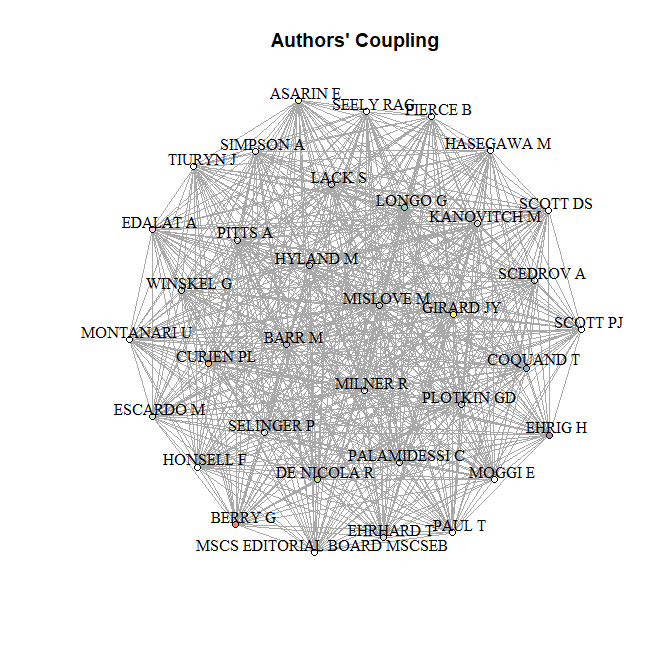 Authors' Coupling
ASARIN E
SEELY RAG
PIERCE B
SIMPSON A
HASEGAWA M
TIURYN J
LACK S
LONGO G
SCOTT DS
KANOVITCH M
EDALAT A
PITTS A
HYLAND M
SCEDROV A
WINSKEL G
MISLOVE M
GIRARD JY
SCOTT PJ
MONTANARI U
BARR M
CURIEN PL
COQUAND T
MILNER R
PLOTKIN GD
ESCARDO M
SELINGER P
EHRIG H
HONSELL F
PALAMIDESSI C
DE NICOLA R
MOGGI E
BERRY G
EHRHARD T
PAUL T
MSCS EDITORIAL BOARD MSCSEB